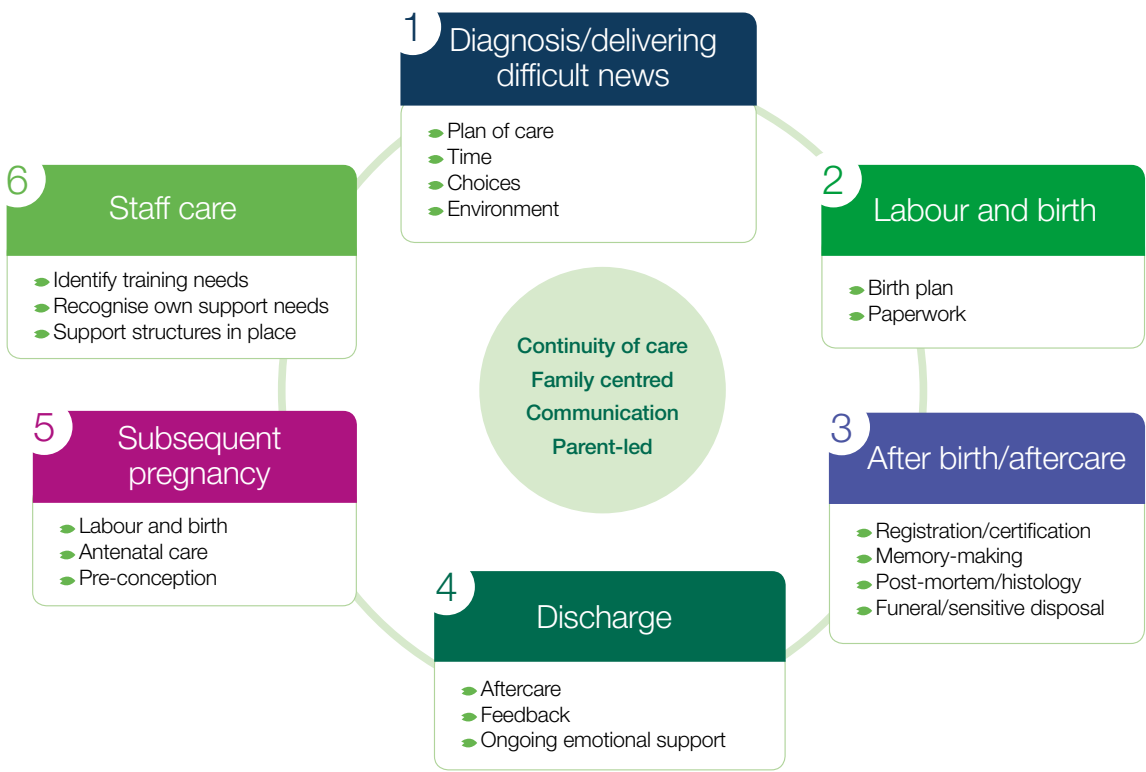 1
Diagnosis/delivering
difficult news
Plan of care
Time
Choices
Environment
2
Labour and birth
Birth plan
Paperwork
3
After birth/aftercare
Registration/certification
Memory-making
Post-mortem/histology
Funeral/sensitive disposal
4
Discharge
Aftercare
Feedback
Ongoing emotional support
5
Subsequent
pregnancy
Labour and birth
Antenatal care
Pre-conception
6
Staff care
Identify training needs
Recognise own support needs
Support structures in place
Continuity of care
Family centred
Communication
Parent-led